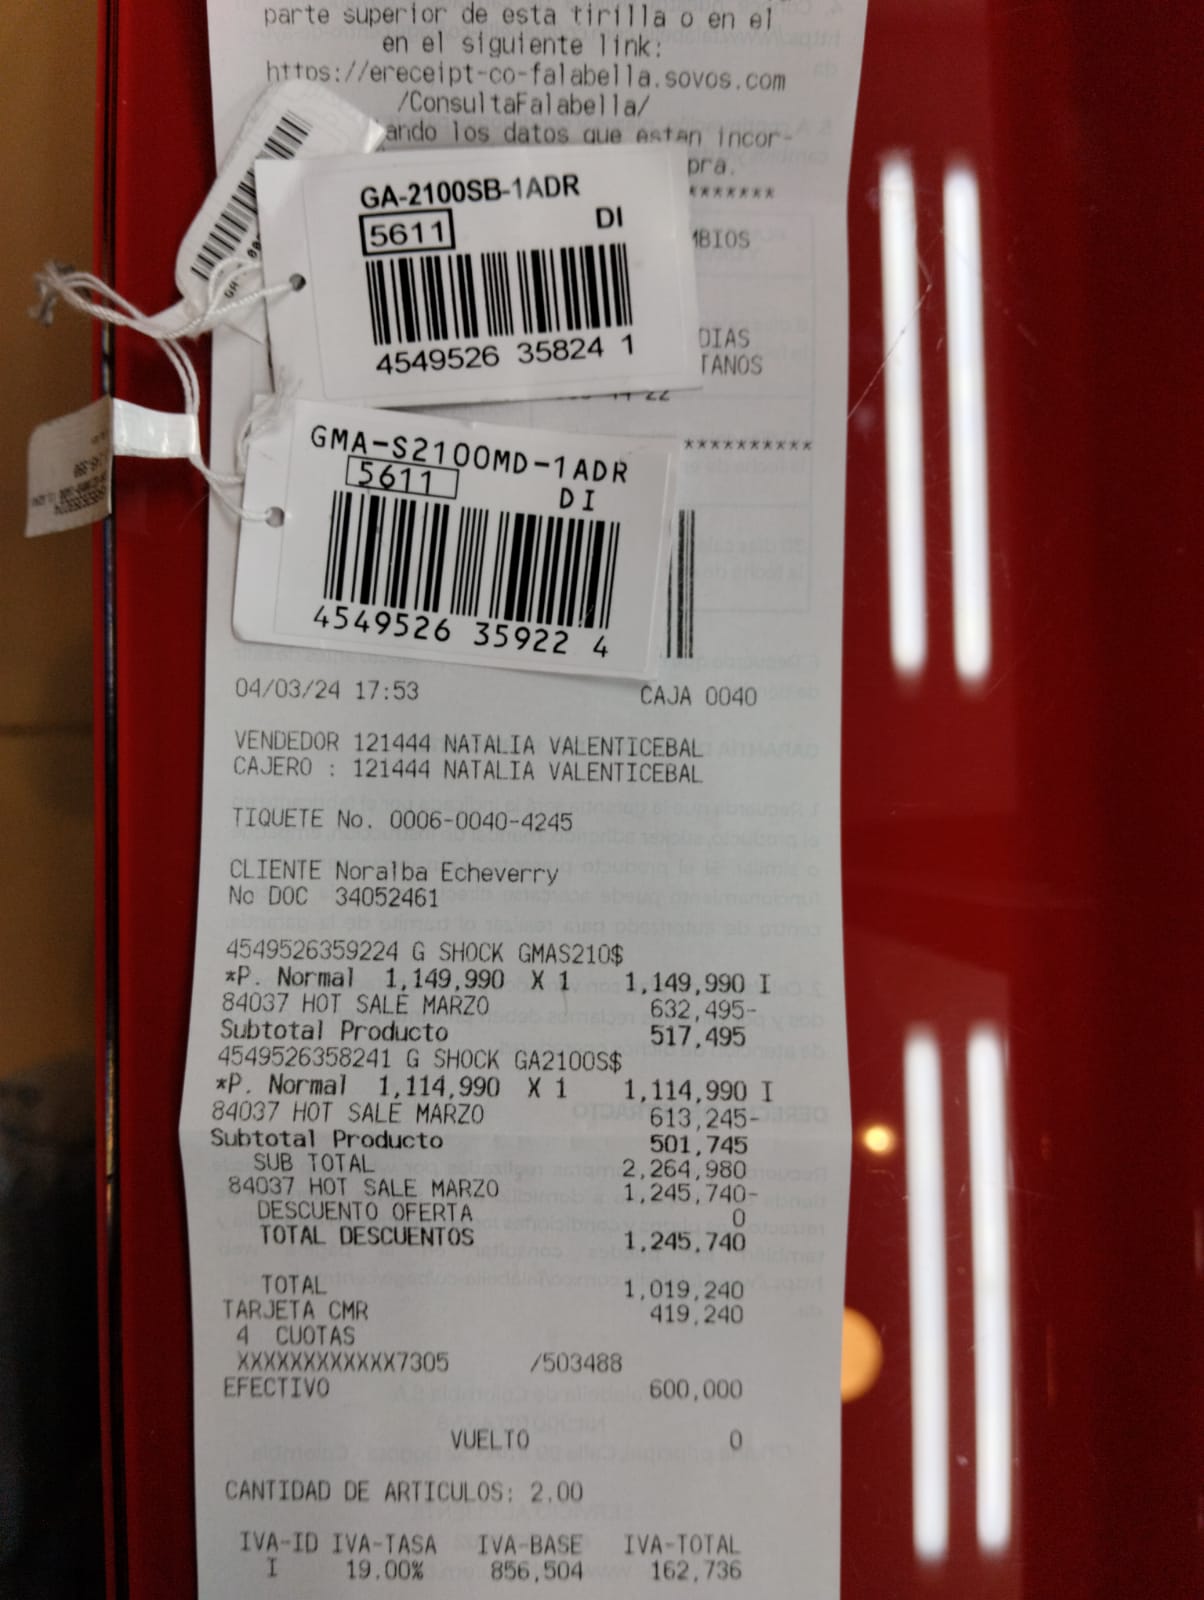 parte superior de esta tirilla o en el
en el siguiente link:
https://ereceipt-co-falabella.sovos.com
/ConsultaFalabella/
ando los datos que estan incor-
pra.
*******
GA-2100SB-1ADR
5611 DI
MBIOS
4549526 35824 1
DIAS
TANOS
GMA-S2100MD-1ADR
5611 DI
**********
4549526 35922 4
04/03/24 17:53 CAJA 0040
VENDEDOR 121444 NATALIA VALENTICEBAL
CAJERO : 121444 NATALIA VALENTICEBAL
TIQUETE No. 0006-0040-4245
CLIENTE Noralba Echeverry
No DOC 34052461
4549526359224 G SHOCK GMAS210$
*P. Normal 1,149,990 X 1 1,149,990 I
84037 HOT SALE MARZO 632,495-
Subtotal Producto 517,495
4549526358241 G SHOCK GA2100S$
*P. Normal 1,114,990 X 1 1,114,990 I
84037 HOT SALE MARZO 613,245-
Subtotal Producto 501,745
SUB TOTAL 2,264,980
84037 HOT SALE MARZO 1,245,740-
DESCUENTO OFERTA 0
TOTAL DESCUENTOS 1,245,740
TOTAL 1,019,240
TARJETA CMR 419,240
4 CUOTAS
XXXXXXXXXXXX7305 /503488
EFECTIVO 600,000
VUELTO 0
CANTIDAD DE ARTICULOS: 2.00
IVA-ID IVA-TASA IVA-BASE IVA-TOTAL
I 19.00% 856,504 162,736